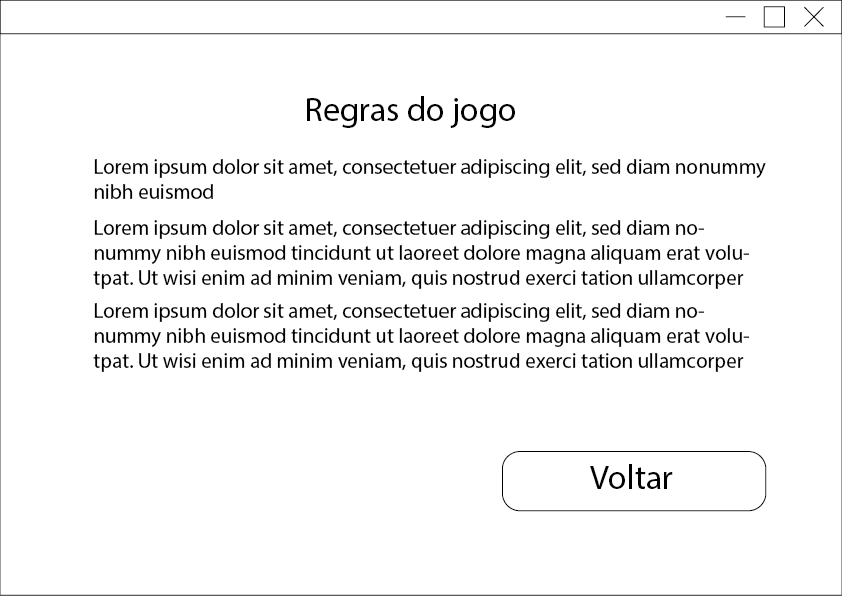 Regras do jogo
Lorem ipsum dolor sit amet, consectetuer adipiscing elit, sed diam nonummy
nibh euismod
Lorem ipsum dolor sit amet, consectetuer adipiscing elit, sed diam no-
nummy nibh euismod tincidunt ut laoreet dolore magna aliquam erat volu-
tpat. Ut wisi enim ad minim veniam, quis nostrud exerci tation ullamcorper
Lorem ipsum dolor sit amet, consectetuer adipiscing elit, sed diam no-
nummy nibh euismod tincidunt ut laoreet dolore magna aliquam erat volu-
tpat. Ut wisi enim ad minim veniam, quis nostrud exerci tation ullamcorper
Voltar